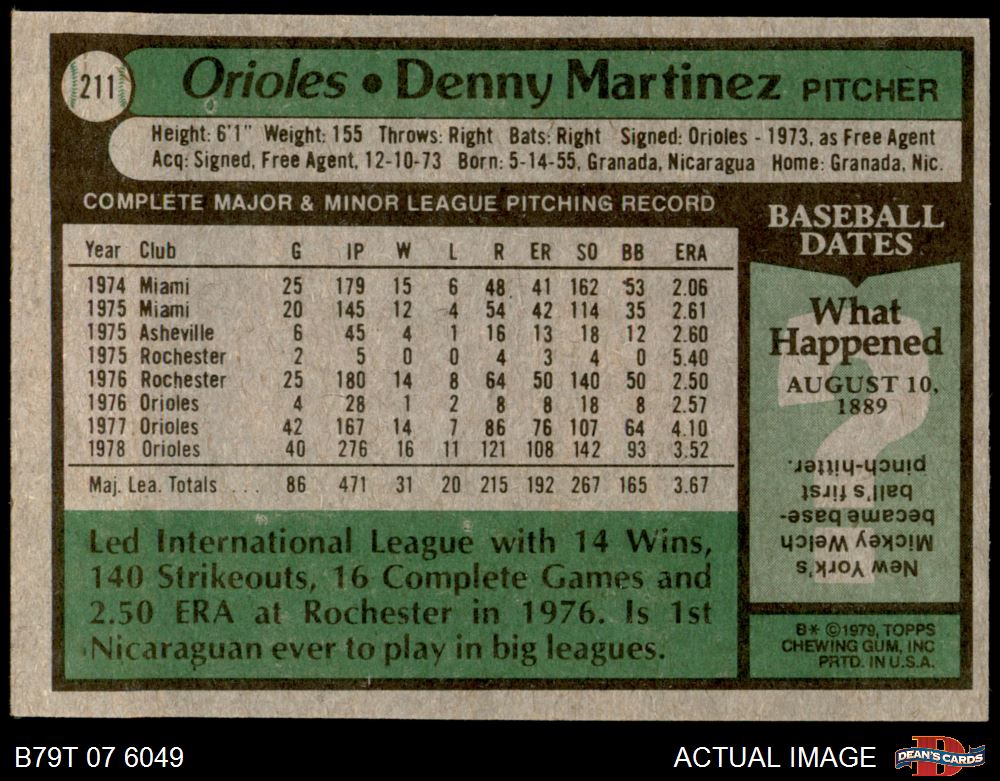 211
Orioles • Denny Martinez PITCHER
Height: 6'1" Weight: 155 Throws: Right Bats: Right Signed: Orioles - 1973, as Free Agent
Acq: Signed, Free Agent, 12-10-73 Born: 5-14-55, Granada, Nicaragua Home: Granada, Nic.
COMPLETE MAJOR & MINOR LEAGUE PITCHING RECORD
Year Club G IP W L R ER SO BB ERA
1974 Miami 25 179 15 6 48 41 162 53 2.06
1975 Miami 20 145 12 4 54 42 114 35 2.61
1975 Asheville 6 45 4 1 16 13 18 12 2.60
1975 Rochester 2 5 0 0 4 3 4 0 5.40
1976 Rochester 25 180 14 8 64 50 140 50 2.50
1976 Orioles 4 28 1 2 8 8 18 8 2.57
1977 Orioles 42 167 14 7 86 76 107 64 4.10
1978 Orioles 40 276 16 11 121 108 142 93 3.52
Maj. Lea. Totals ... 86 471 31 20 215 192 267 165 3.67
Led International League with 14 Wins,
140 Strikeouts, 16 Complete Games and
2.50 ERA at Rochester in 1976. Is 1st
Nicaraguan ever to play in big leagues.
BASEBALL
DATES
What
Happened
AUGUST 10,
1889
?
New York's
Mickey Welch
became base-
ball's first
pinch-hitter.
B* ©1979, TOPPS
CHEWING GUM, INC
PRTD. IN U.S.A.
B79T 07 6049
ACTUAL IMAGE
D
DEAN'S CARDS